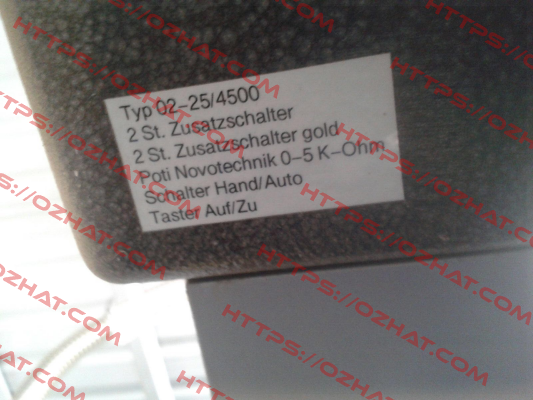 Typ 02-25/4500
2 St. Zusatzschalter
2 St. Zusatzschalter gold
Poti Novotechnik 0-5 K-Ohm
Schalter Hand/Auto
Taster Auf/Zu
HTTPS://OZHAT.COM